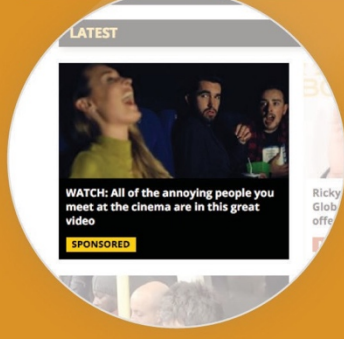 LATEST
WATCH: All of the annoying people you
meet at the cinema are in this great
video
SPONSORED
Ricky
Glob